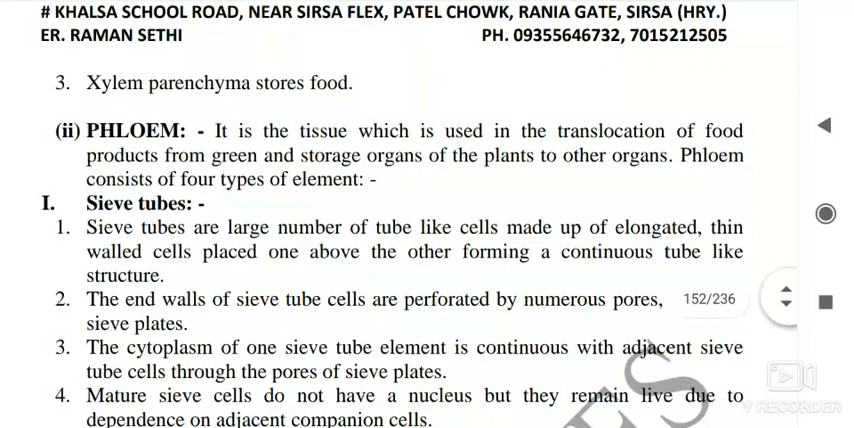 # KHALSA SCHOOL ROAD, NEAR SIRSA FLEX, PATEL CHOWK, RANIA GATE, SIRSA (HRY.)
ER. RAMAN SETHI PH. 09355646732, 7015212505
3. Xylem parenchyma stores food.
(ii) PHLOEM: - It is the tissue which is used in the translocation of food
products from green and storage organs of the plants to other organs. Phloem
consists of four types of element: -
I. Sieve tubes: -
1. Sieve tubes are large number of tube like cells made up of elongated, thin
walled cells placed one above the other forming a continuous tube like
structure.
2. The end walls of sieve tube cells are perforated by numerous pores, 152/236
sieve plates.
3. The cytoplasm of one sieve tube element is continuous with adjacent sieve
tube cells through the pores of sieve plates.
4. Mature sieve cells do not have a nucleus but they remain live due to
dependence on adjacent companion cells.
V RECORDER